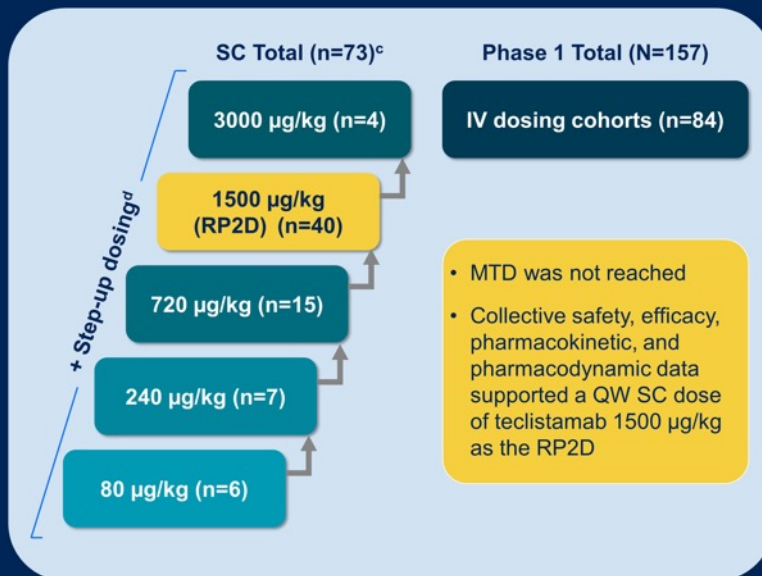 SC Total (n=73)ᶜ
Phase 1 Total (N=157)
3000 µg/kg (n=4)
IV dosing cohorts (n=84)
1500 µg/kg
(RP2D) (n=40)
720 µg/kg (n=15)
240 µg/kg (n=7)
80 µg/kg (n=6)
+ Step-up dosingᵈ
• MTD was not reached
• Collective safety, efficacy,
pharmacokinetic, and
pharmacodynamic data
supported a QW SC dose
of teclistamab 1500 µg/kg
as the RP2D